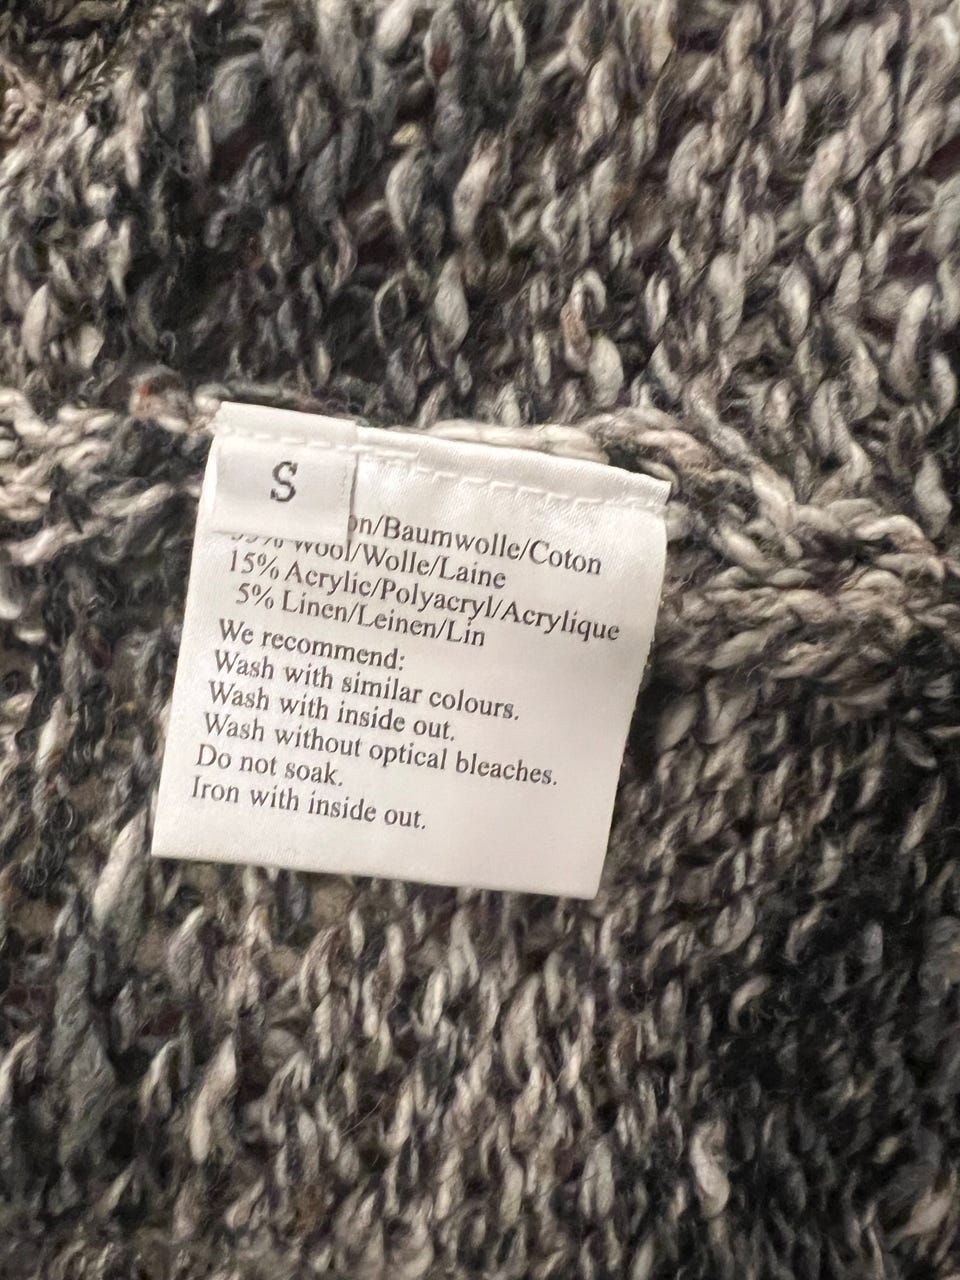 S
on/Baumwolle/Coton
Wool/Wolle/Laine
15% Acrylic/Polyacryl/Acrylique
5% Linen/Leinen/Lin
We recommend:
Wash with similar colours.
Wash with inside out.
Wash without optical bleaches.
Do not soak.
Iron with inside out.